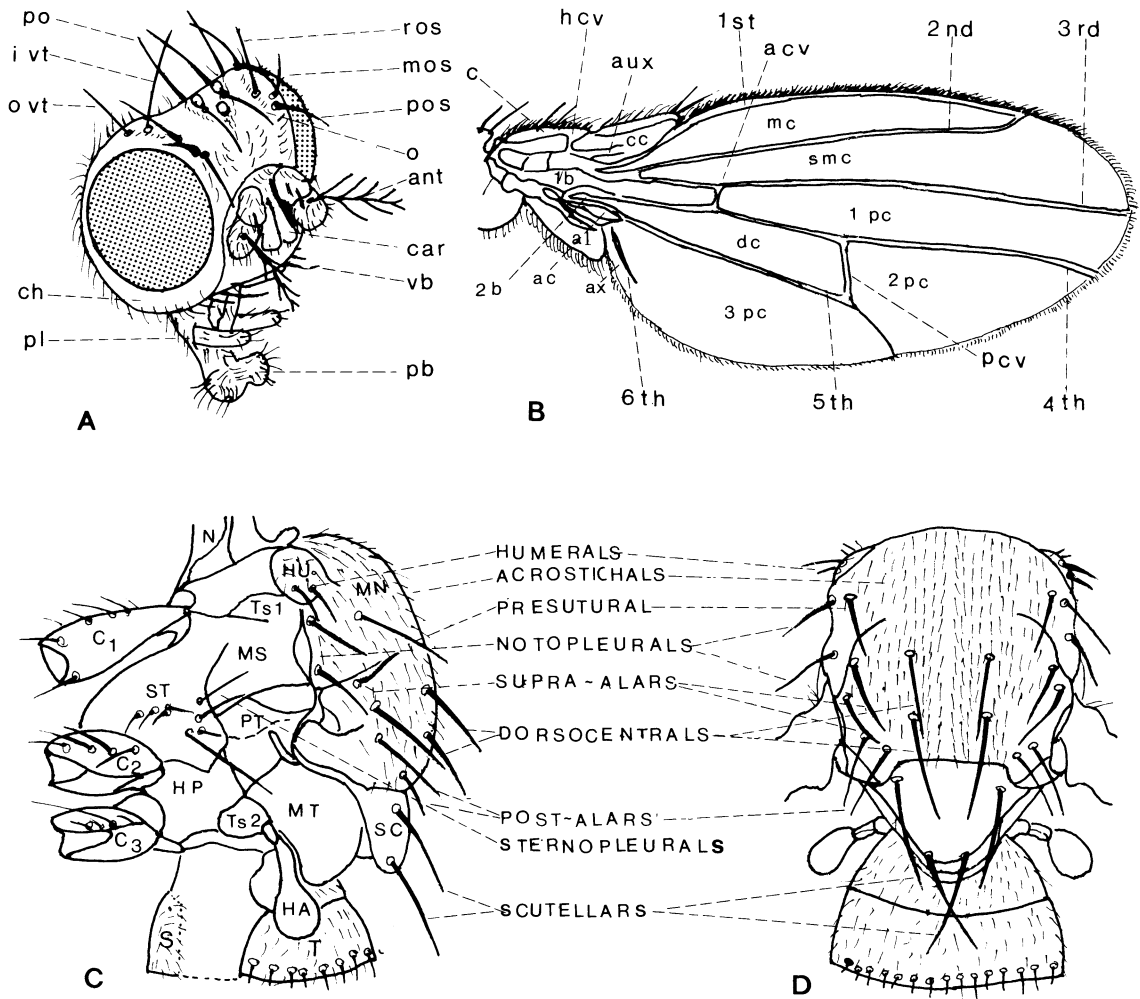 po
i vt
o vt
ch
pl
ros
mos
pos
o
ant
car
vb
pb
A
hcv
1st
2nd
3rd
acv
aux
c
cc
mc
smc
1b
1 pc
dc
2 pc
3 pc
al
2b
ac
ax
pcv
6th
5th
4th
B
N
HU
MN
Ts1
C1
MS
ST
PT
C2
HP
Ts2
MT
SC
C3
HA
S
T
C
HUMERALS
ACROSTICHALS
PRESUTURAL
NOTOPLEURALS
SUPRA-ALARS
DORSOCENTRALS
POST-ALARS
STERNOPLEURALS
SCUTELLARS
D